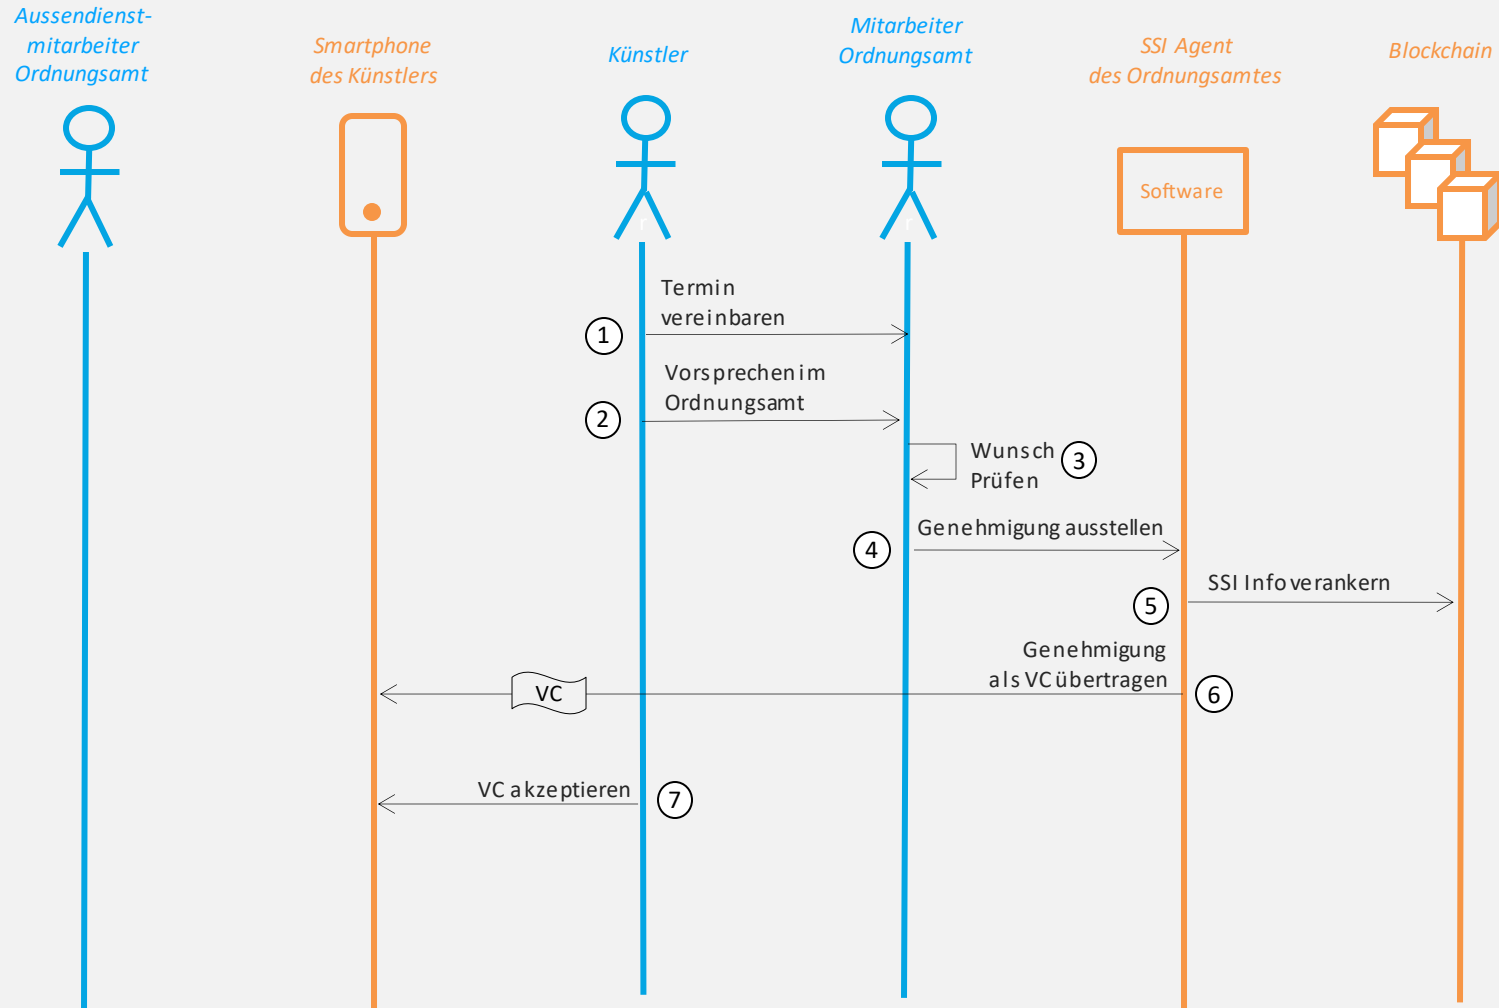 Aussendienst-
mitarbeiter
Ordnungsamt
Smartphone
des Künstlers
Künstler
Mitarbeiter
Ordnungsamt
SSI Agent
des Ordnungsamtes
Blockchain
Software
Termin
vereinbaren
1
Vorsprechen im
Ordnungsamt
2
Wunsch
Prüfen
3
Genehmigung ausstellen
4
SSI Info verankern
5
Genehmigung
als VC übertragen
VC
6
VC akzeptieren
7